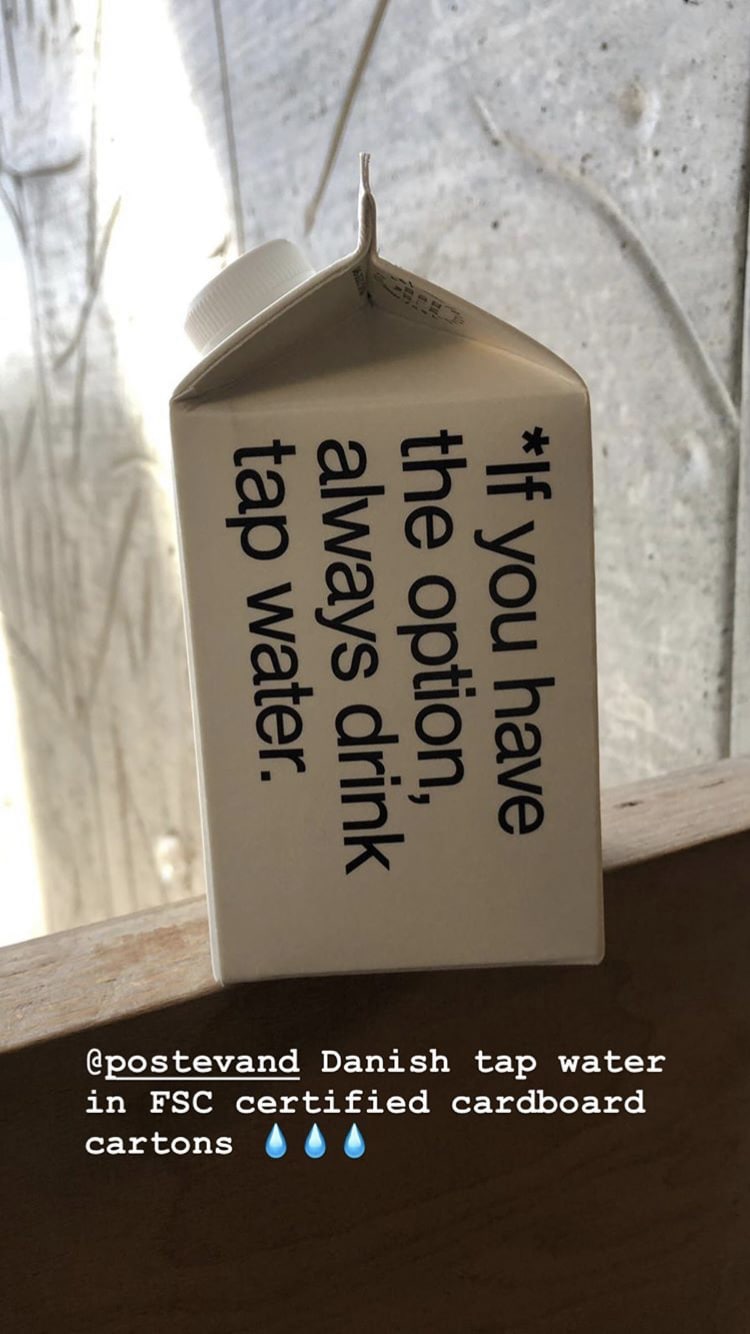 *If you have
the option,
always drink
tap water.
@postevand Danish tap water
in FSC certified cardboard
cartons 💧💧💧